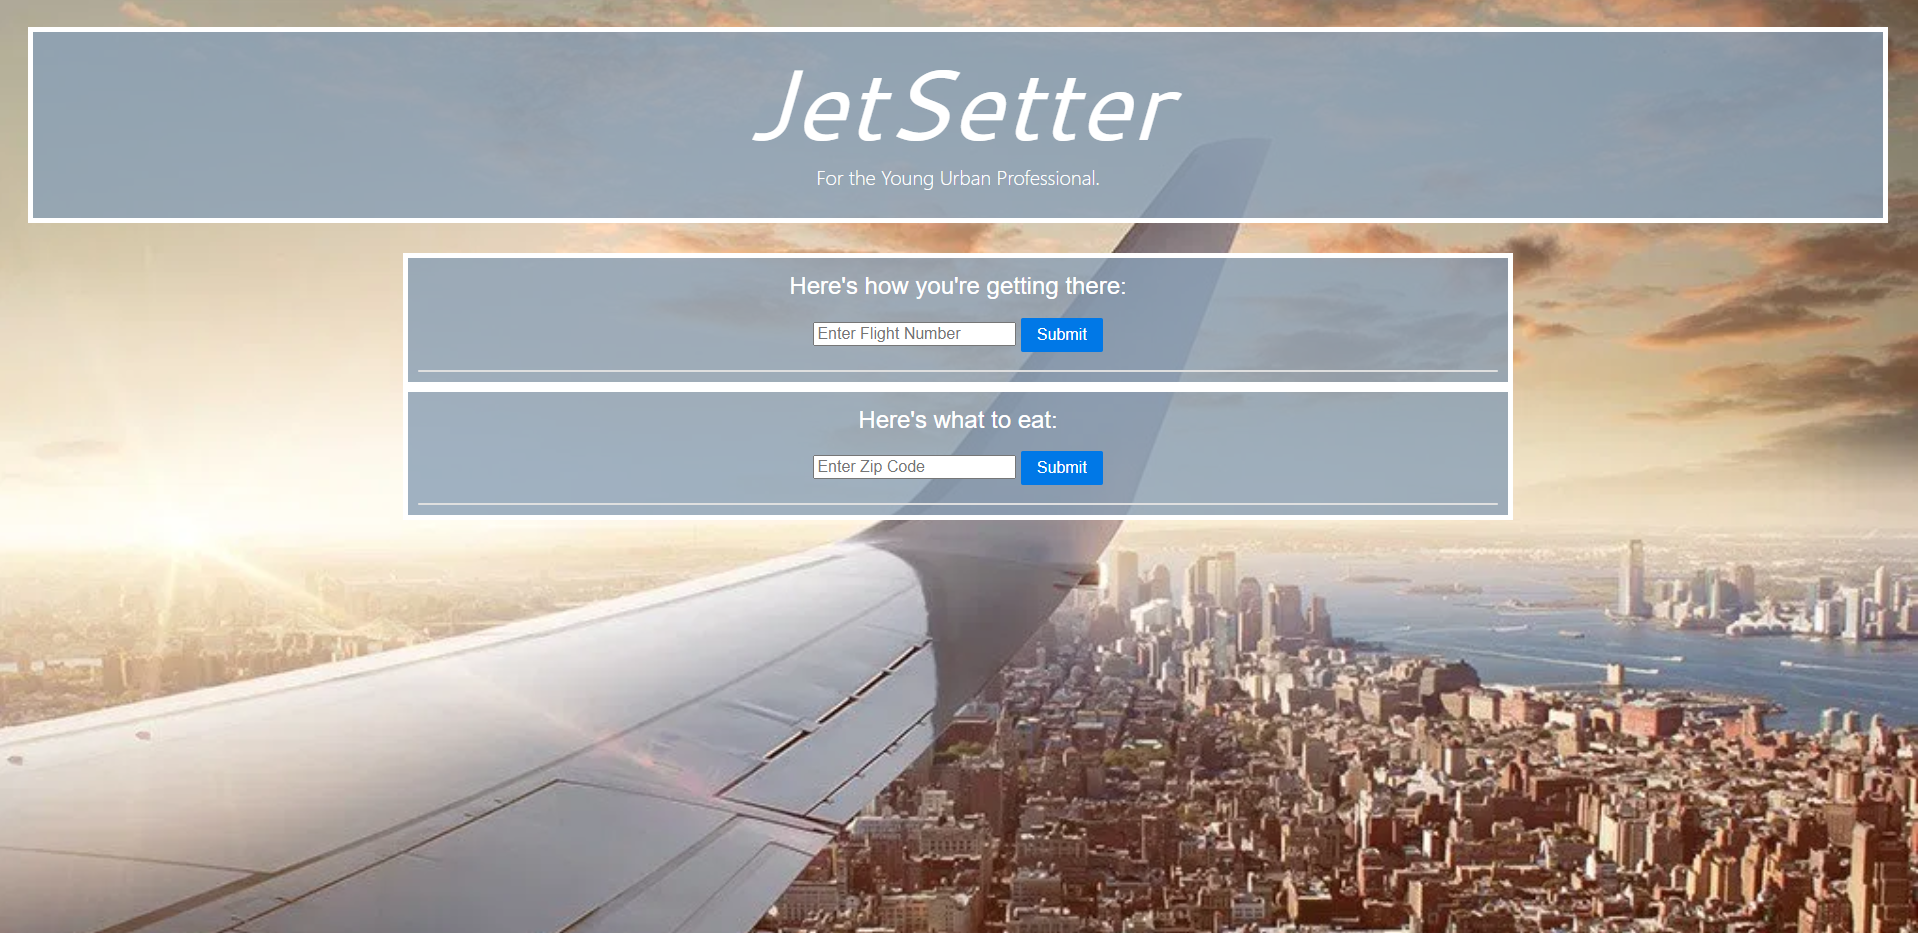 JetSetter
For the Young Urban Professional.
Here's how you're getting there:
Enter Flight Number Submit
Here's what to eat:
Enter Zip Code Submit